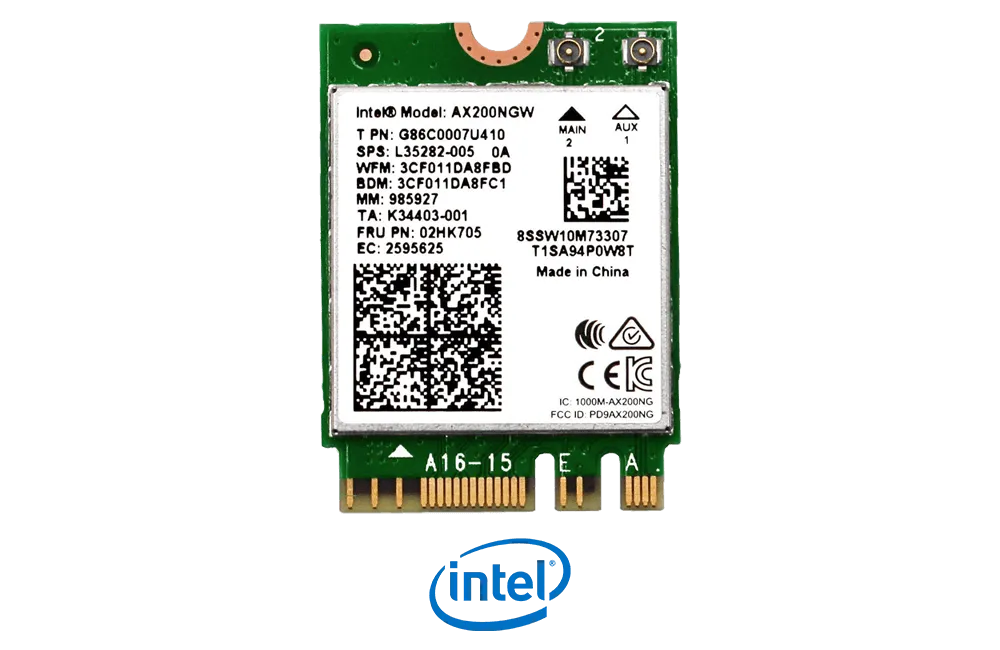 2
Intel® Model: AX200NGW
T PN: G86C0007U410
SPS: L35282-005 0A
WFM: 3CF011DA8FBD
BDM: 3CF011DA8FC1
MM: 985927
TA: K34403-001
FRU PN: 02HK705
EC: 2595625
MAIN
2
AUX
1
8SSW10M73307
T1SA94P0W8T
Made in China
CE
IC: 1000M-AX200NG
FCC ID: PD9AX200NG
A16-15 E A
intel®